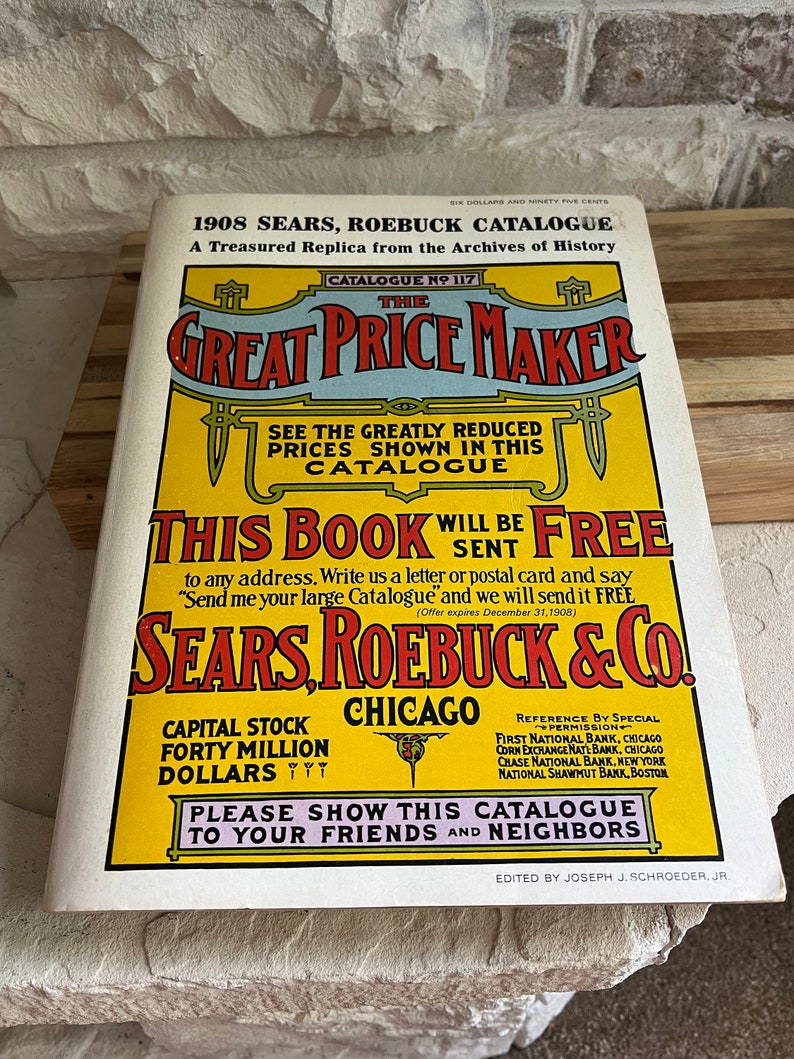 SIX DOLLARS AND NINETY FIVE CENTS
1908 SEARS, ROEBUCK CATALOGUE
A Treasured Replica from the Archives of History
CATALOGUE No 117
THE
GREAT PRICE MAKER
SEE THE GREATLY REDUCED
PRICES SHOWN IN THIS
CATALOGUE
THIS BOOK WILL BE SENT FREE
to any address. Write us a letter or postal card and say
"Send me your large Catalogue" and we will send it FREE
(Offer expires December 31, 1908)
SEARS, ROEBUCK & CO.
CHICAGO
CAPITAL STOCK
FORTY MILLION
DOLLARS
REFERENCE BY SPECIAL
PERMISSION
FIRST NATIONAL BANK, CHICAGO
CORN EXCHANGE NAT'L BANK, CHICAGO
CHASE NATIONAL BANK, NEW YORK
NATIONAL SHAWMUT BANK, BOSTON
PLEASE SHOW THIS CATALOGUE
TO YOUR FRIENDS AND NEIGHBORS
EDITED BY JOSEPH J. SCHROEDER, JR.